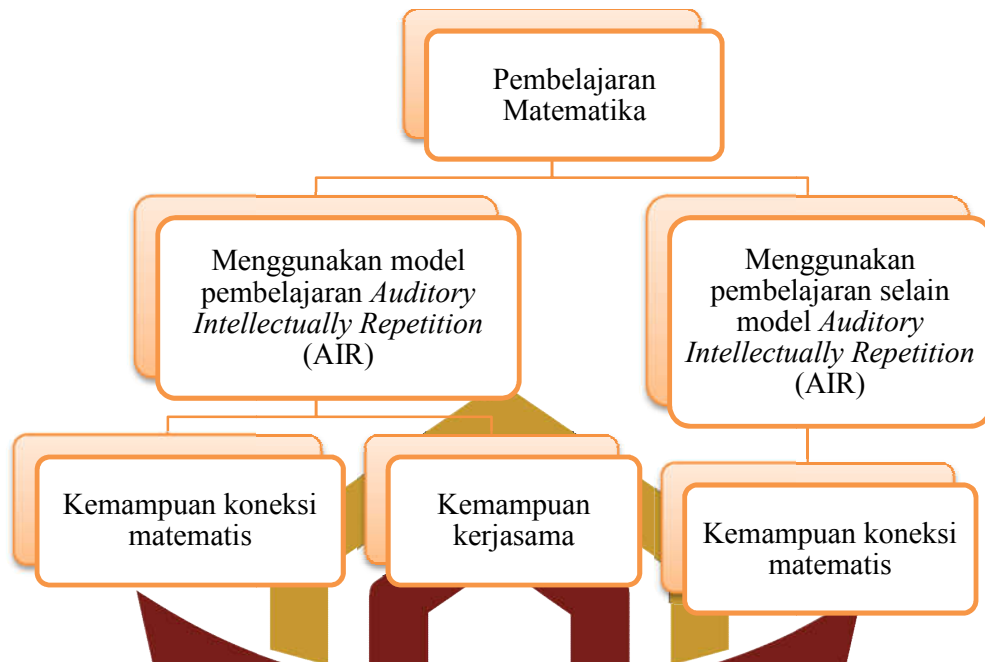 Pembelajaran
Matematika
Menggunakan model
pembelajaran Auditory
Intellectually Repetition
(AIR)
Menggunakan
pembelajaran selain
model Auditory
Intellectually Repetition
(AIR)
Kemampuan koneksi
matematis
Kemampuan
kerjasama
Kemampuan koneksi
matematis